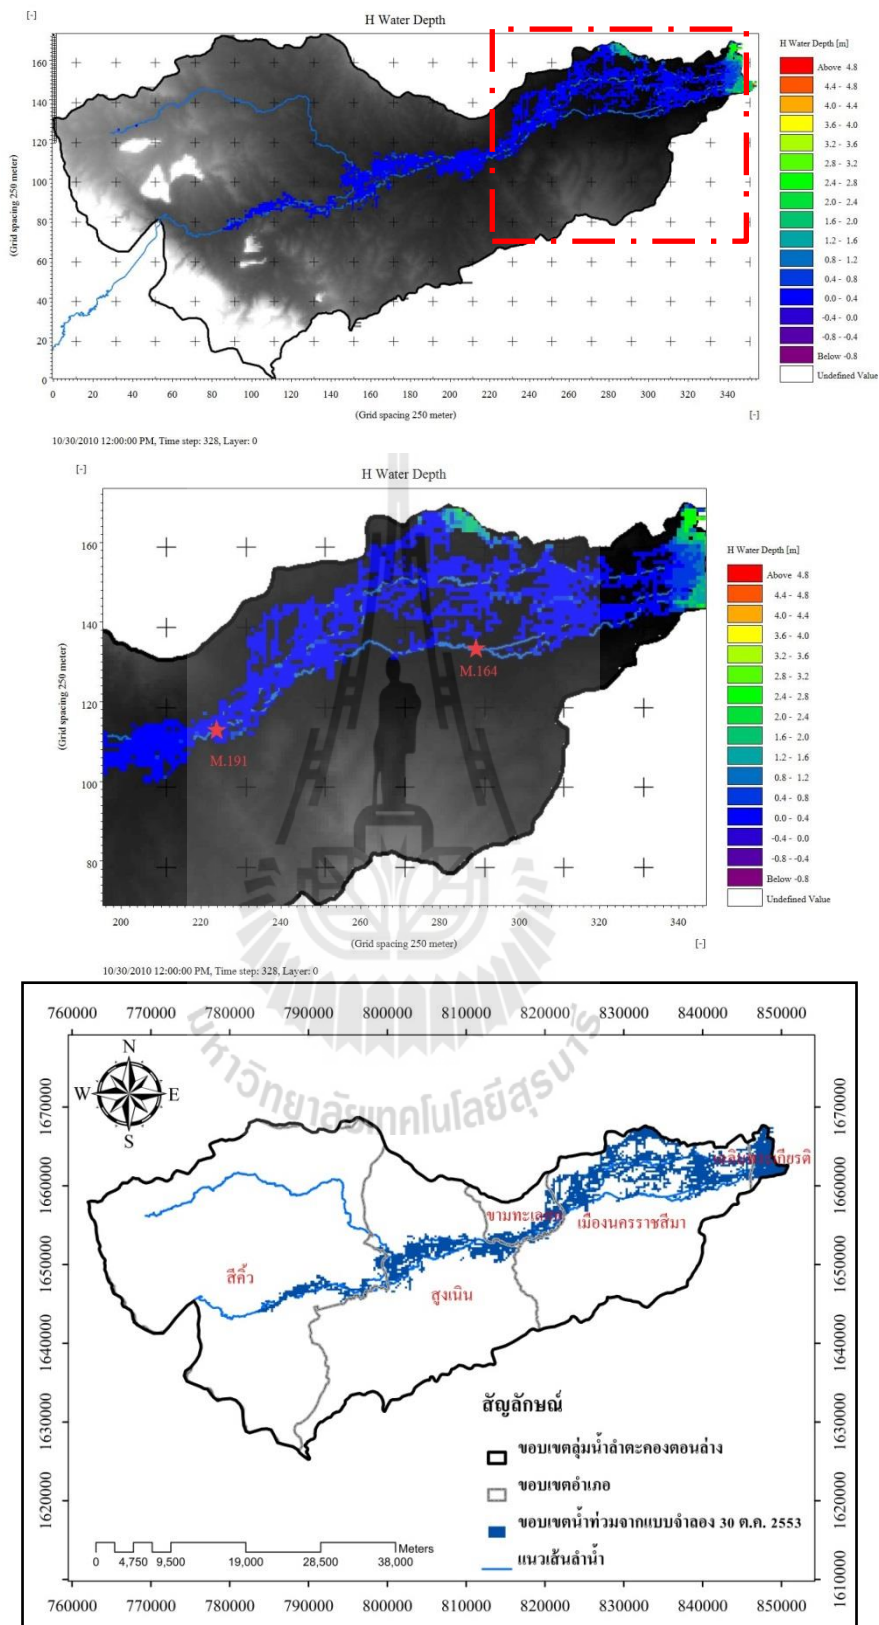 [-]
H Water Depth
160
140
120
100
80
60
40
20
0
(Grid spacing 250 meter)
0 20 40 60 80 100 120 140 160 180 200 220 240 260 280 300 320 340
(Grid spacing 250 meter)
[-]
H Water Depth [m]
Above 4.8
4.4 - 4.8
4.0 - 4.4
3.6 - 4.0
3.2 - 3.6
2.8 - 3.2
2.4 - 2.8
2.0 - 2.4
1.6 - 2.0
1.2 - 1.6
0.8 - 1.2
0.4 - 0.8
0.0 - 0.4
-0.4 - 0.0
-0.8 - -0.4
Below -0.8
Undefined Value
10/30/2010 12:00:00 PM, Time step: 328, Layer: 0
[-]
H Water Depth
160
140
120
100
80
(Grid spacing 250 meter)
M.164
M.191
200 220 240 260 280 300 320 340
(Grid spacing 250 meter)
[-]
H Water Depth [m]
Above 4.8
4.4 - 4.8
4.0 - 4.4
3.6 - 4.0
3.2 - 3.6
2.8 - 3.2
2.4 - 2.8
2.0 - 2.4
1.6 - 2.0
1.2 - 1.6
0.8 - 1.2
0.4 - 0.8
0.0 - 0.4
-0.4 - 0.0
-0.8 - -0.4
Below -0.8
Undefined Value
10/30/2010 12:00:00 PM, Time step: 328, Layer: 0
มหาวิทยาลัยเทคโนโลยีสุรนารี
760000 770000 780000 790000 800000 810000 820000 830000 840000 850000
N
W E
S
1670000 1670000
1660000 1660000
1650000 1650000
1640000 1640000
1630000 1630000
1620000 1620000
1610000 1610000
เฉลิมพระเกียรติ
ขามทะเลสอ
เมืองนครราชสีมา
สีคิ้ว
สูงเนิน
สัญลักษณ์
ขอบเขตลุ่มน้ำลำตะคองตอนล่าง
ขอบเขตอำเภอ
ขอบเขตน้ำท่วมจากแบบจำลอง 30 ต.ค. 2553
แนวเส้นลำน้ำ
Meters
0 4,750 9,500 19,000 28,500 38,000
760000 770000 780000 790000 800000 810000 820000 830000 840000 850000